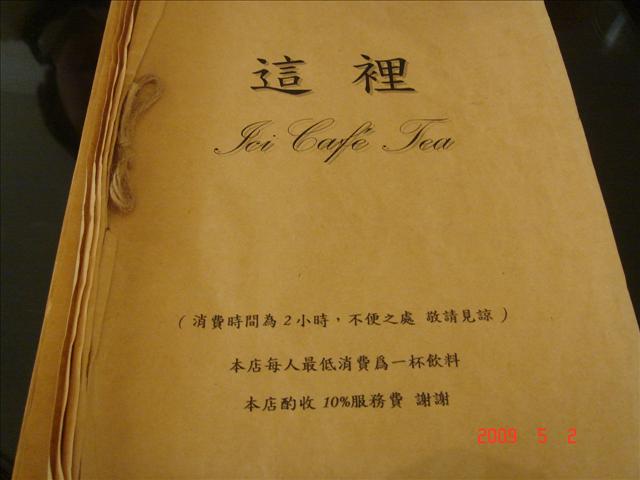 這裡
Ici Café Tea
（消費時間為2小時，不便之處 敬請見諒）
本店每人最低消費爲一杯飲料
本店酌收 10%服務費 謝謝
2009 5 2